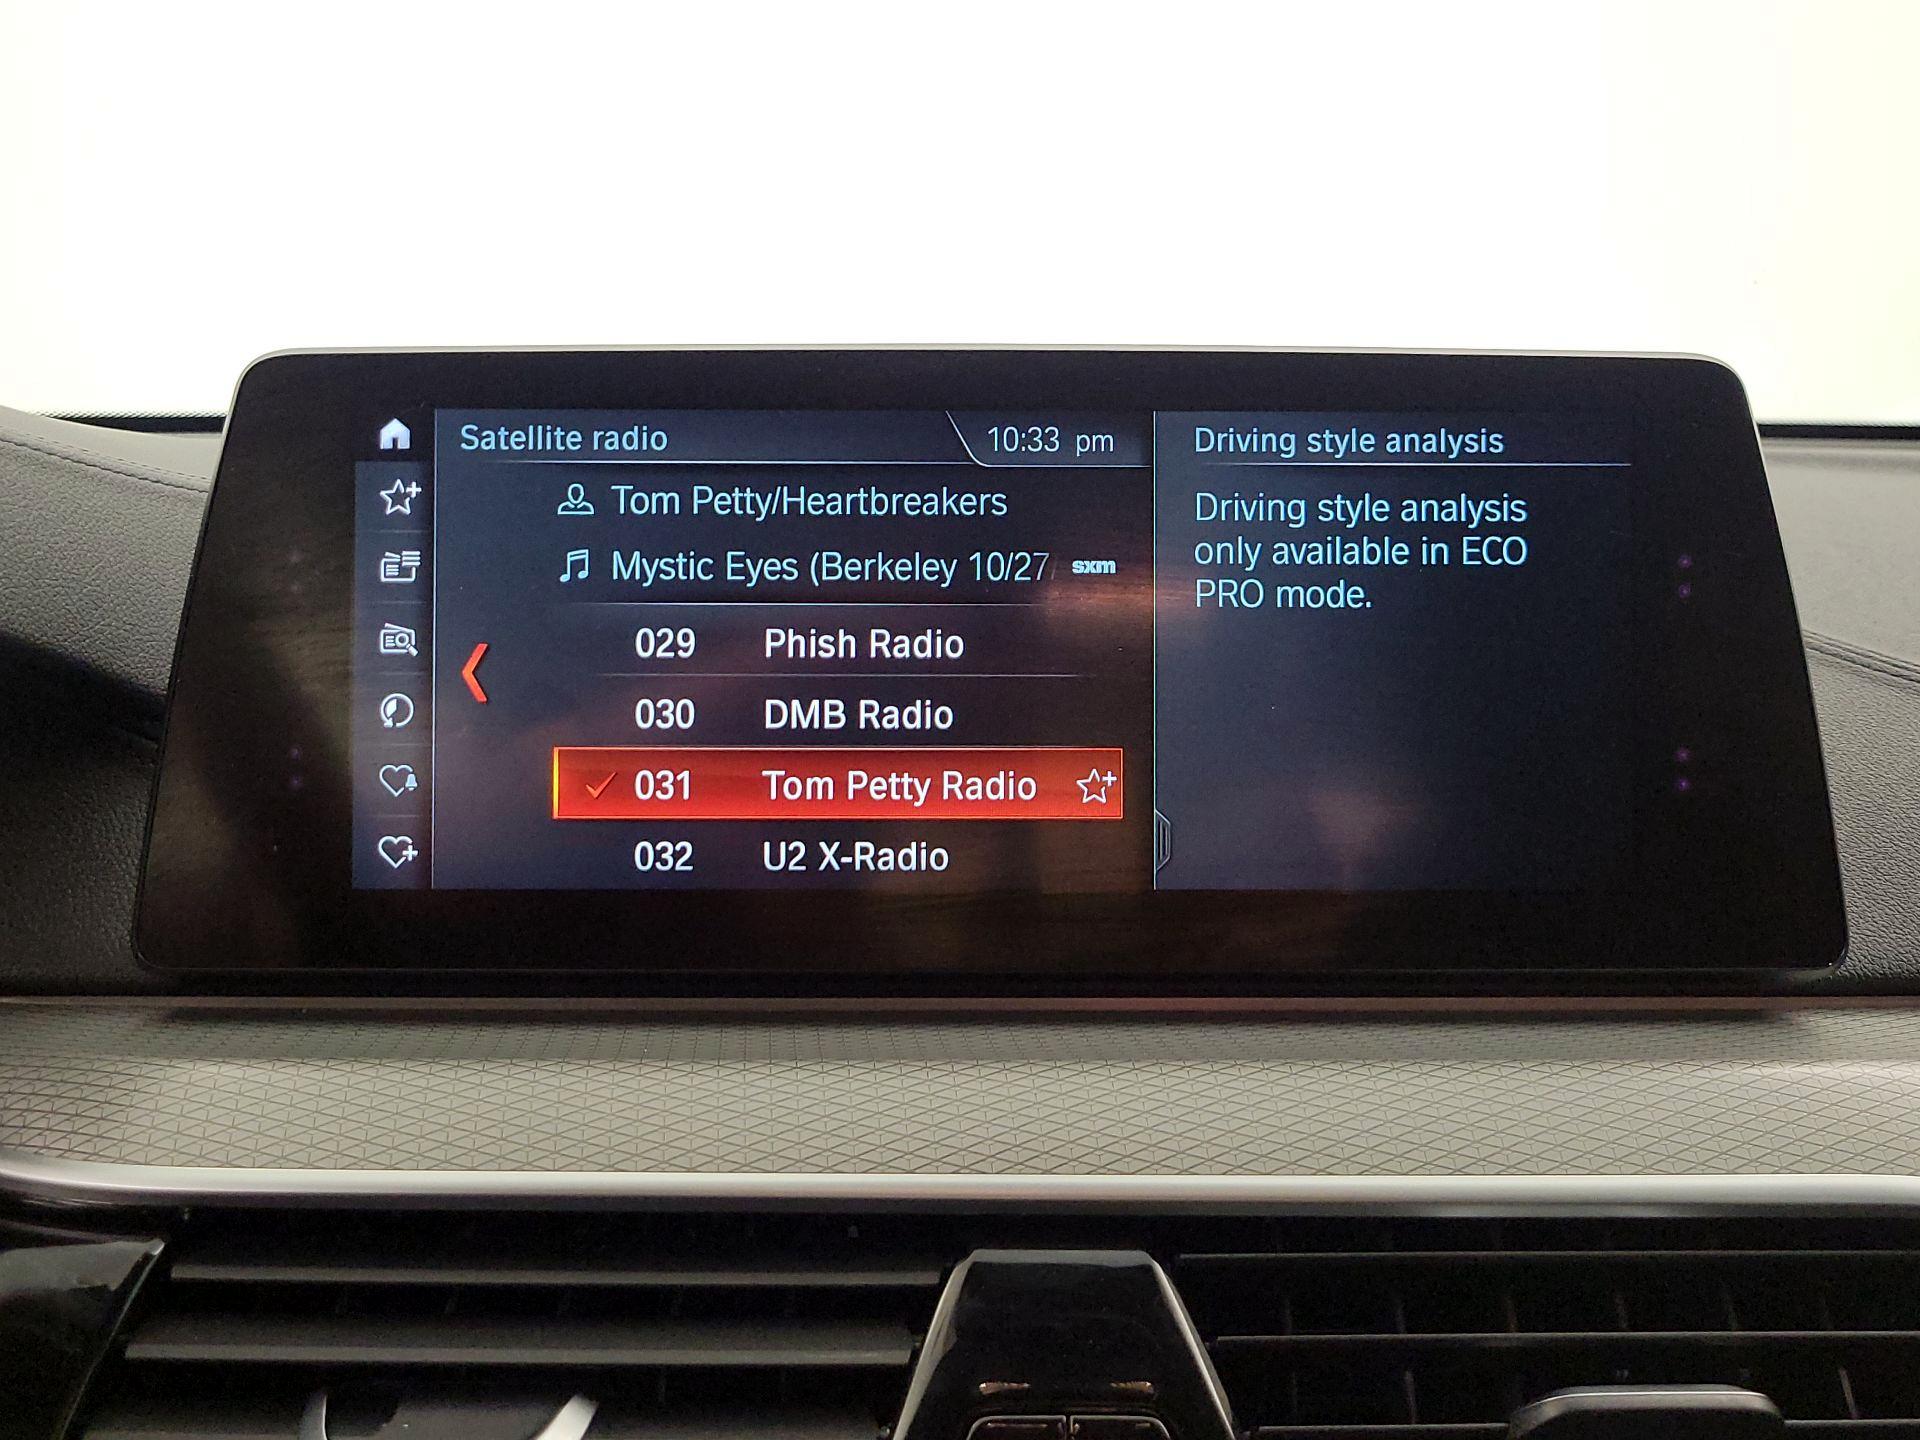 Satellite radio
10:33 pm
Tom Petty/Heartbreakers
Mystic Eyes (Berkeley 10/27
sxm
029 Phish Radio
030 DMB Radio
031 Tom Petty Radio
032 U2 X-Radio
Driving style analysis
Driving style analysis
only available in ECO
PRO mode.